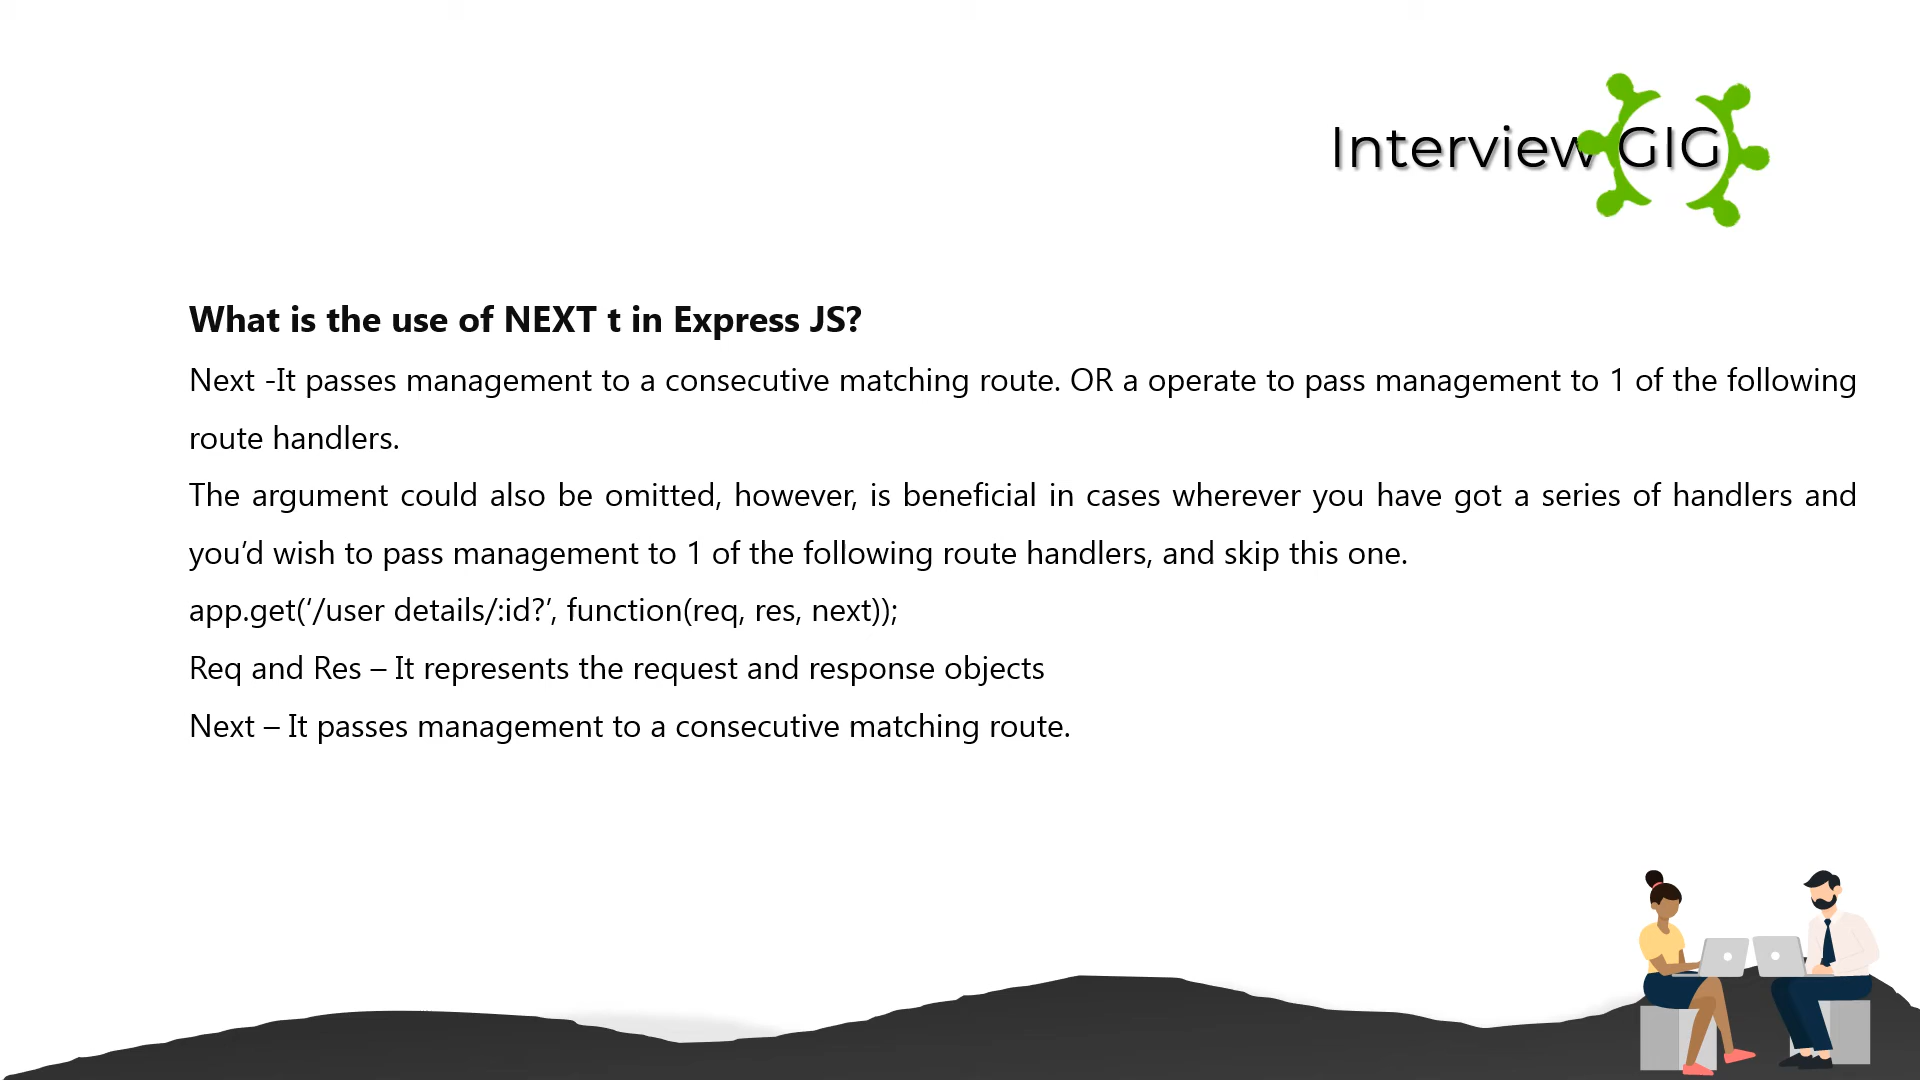 Interview GIG
What is the use of NEXT t in Express JS?
Next -It passes management to a consecutive matching route. OR a operate to pass management to 1 of the following
route handlers.
The argument could also be omitted, however, is beneficial in cases wherever you have got a series of handlers and
you’d wish to pass management to 1 of the following route handlers, and skip this one.
app.get(‘/user details/:id?’, function(req, res, next));
Req and Res – It represents the request and response objects
Next – It passes management to a consecutive matching route.